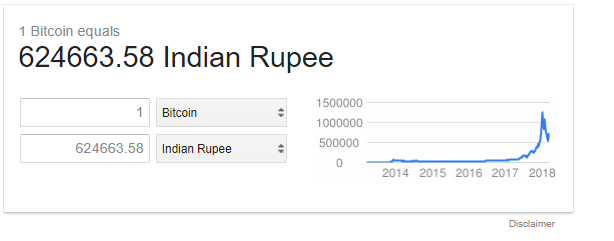 1 Bitcoin equals
624663.58 Indian Rupee
1 Bitcoin
624663.58 Indian Rupee
1500000
1000000
500000
0
2014 2015 2016 2017 2018
Disclaimer